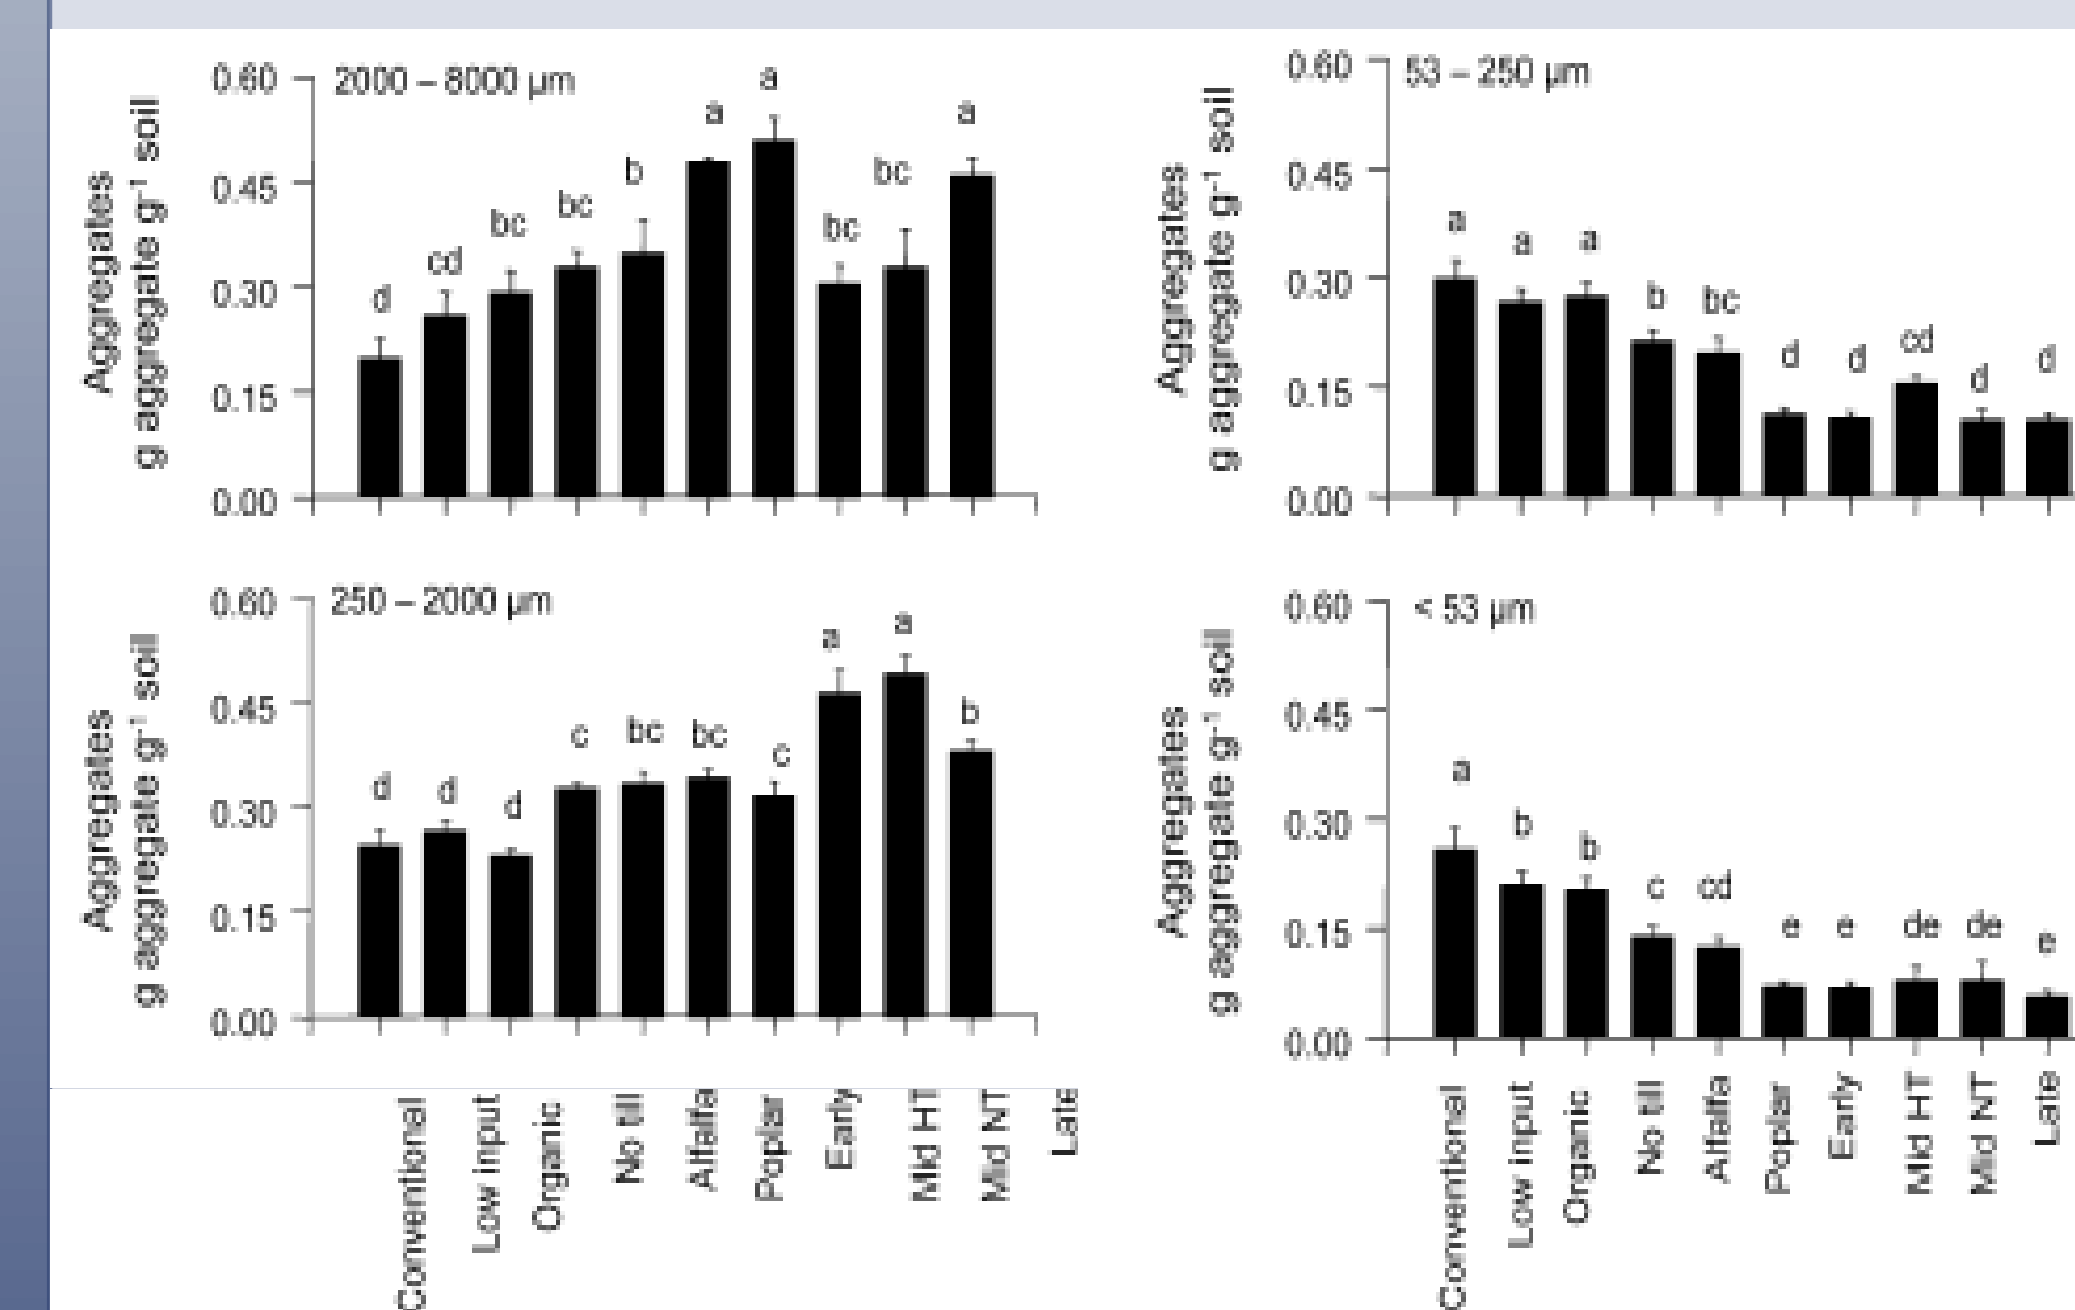 2000 – 8000 µm
Aggregates
g aggregate g⁻¹ soil
0.60
0.45
0.30
0.15
0.00
d
cd
bc
bc
b
a
a
bc
bc
a
53 – 250 µm
Aggregates
g aggregate g⁻¹ soil
0.60
0.45
0.30
0.15
0.00
a
a
a
b
bc
d
d
cd
d
d
250 – 2000 µm
Aggregates
g aggregate g⁻¹ soil
0.60
0.45
0.30
0.15
0.00
d
d
d
c
bc
bc
c
a
a
b
Conventional
Low input
Organic
No till
Alfalfa
Poplar
Early
Mid HT
Mid NT
Late
< 53 µm
Aggregates
g aggregate g⁻¹ soil
0.60
0.45
0.30
0.15
0.00
a
b
b
c
cd
e
e
de
de
e
Conventional
Low input
Organic
No till
Alfalfa
Poplar
Early
Mid HT
Mid NT
Late